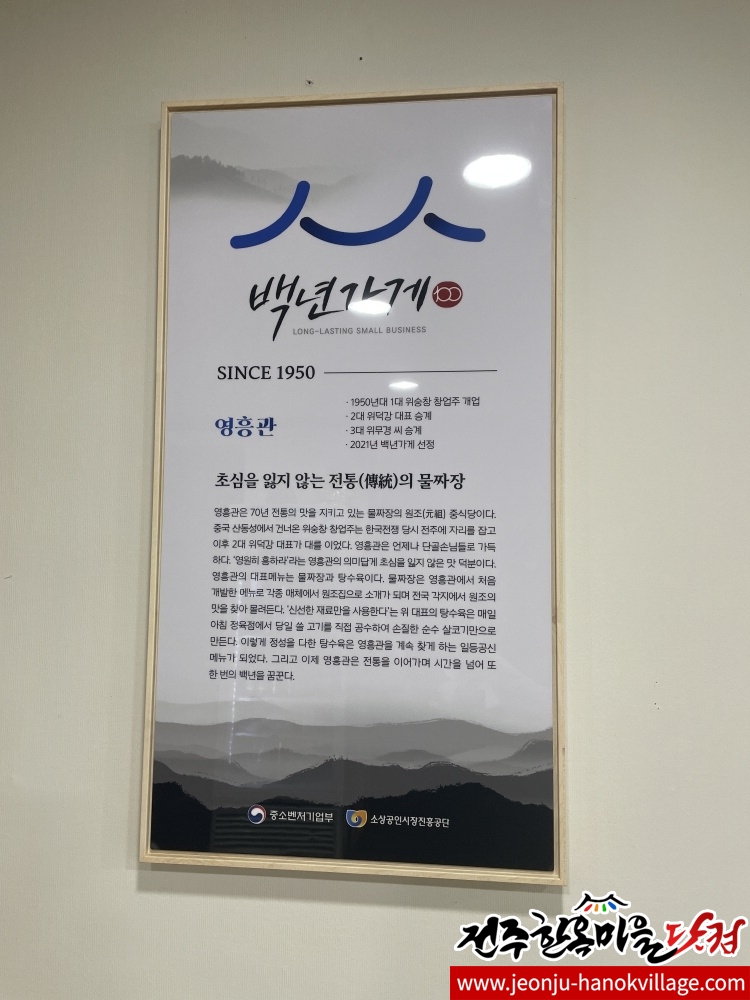 백년가게 100
LONG-LASTING SMALL BUSINESS
SINCE 1950
영흥관
· 1950년대 1대 위숭창 창업주 개업
· 2대 위덕강 대표 승계
· 3대 위무경 씨 승계
· 2021년 백년가게 선정
초심을 잃지 않는 전통(傳統)의 물짜장
영흥관은 70년 전통의 맛을 지키고 있는 물짜장의 원조(元組) 중식당이다.
중국 산동성에서 건너온 위숭창 창업주는 한국전쟁 당시 전주에 자리를 잡고
이후 2대 위덕강 대표가 대를 이었다. 영흥관은 언제나 단골손님들로 가득
하다. '영원히 흥하라'라는 영흥관의 의미답게 초심을 잃지 않은 맛 덕분이다.
영흥관의 대표메뉴는 물짜장과 탕수육이다. 물짜장은 영흥관에서 처음
개발한 메뉴로 각종 매체에서 원조집으로 소개가 되며 전국 각지에서 원조의
맛을 찾아 몰려든다. '신선한 재료만을 사용한다'는 위 대표의 탕수육은 매일
아침 정육점에서 당일 쓸 고기를 직접 공수하여 손질한 순수 살코기만으로
만든다. 이렇게 정성을 다한 탕수육은 영흥관을 계속 찾게 하는 일등공신
메뉴가 되었다. 그리고 이제 영흥관은 전통을 이어가며 시간을 넘어 또
한 번의 백년을 꿈꾼다.
중소벤처기업부 소상공인시장진흥공단
전주한옥마을닷컴
www.jeonju-hanokvillage.com